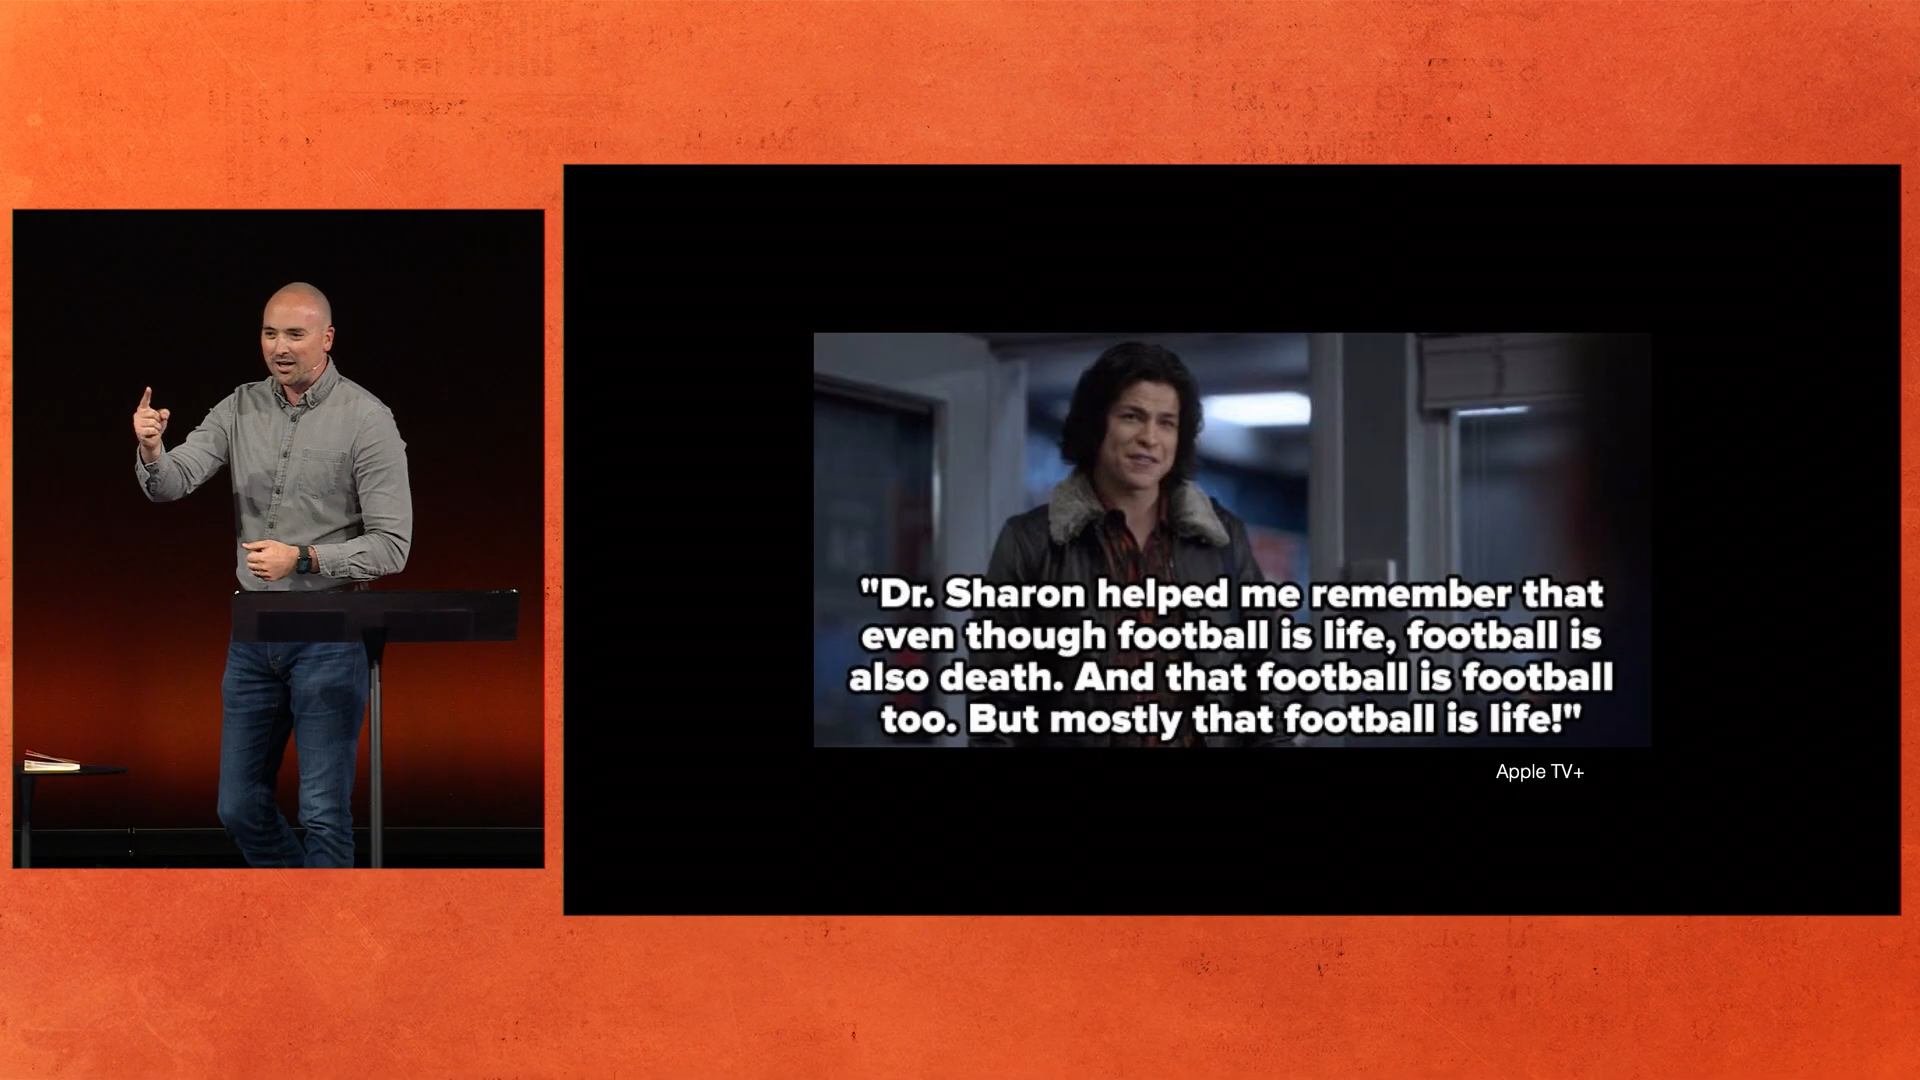 "Dr. Sharon helped me remember that
even though football is life, football is
also death. And that football is football
too. But mostly that football is life!"
Apple TV+